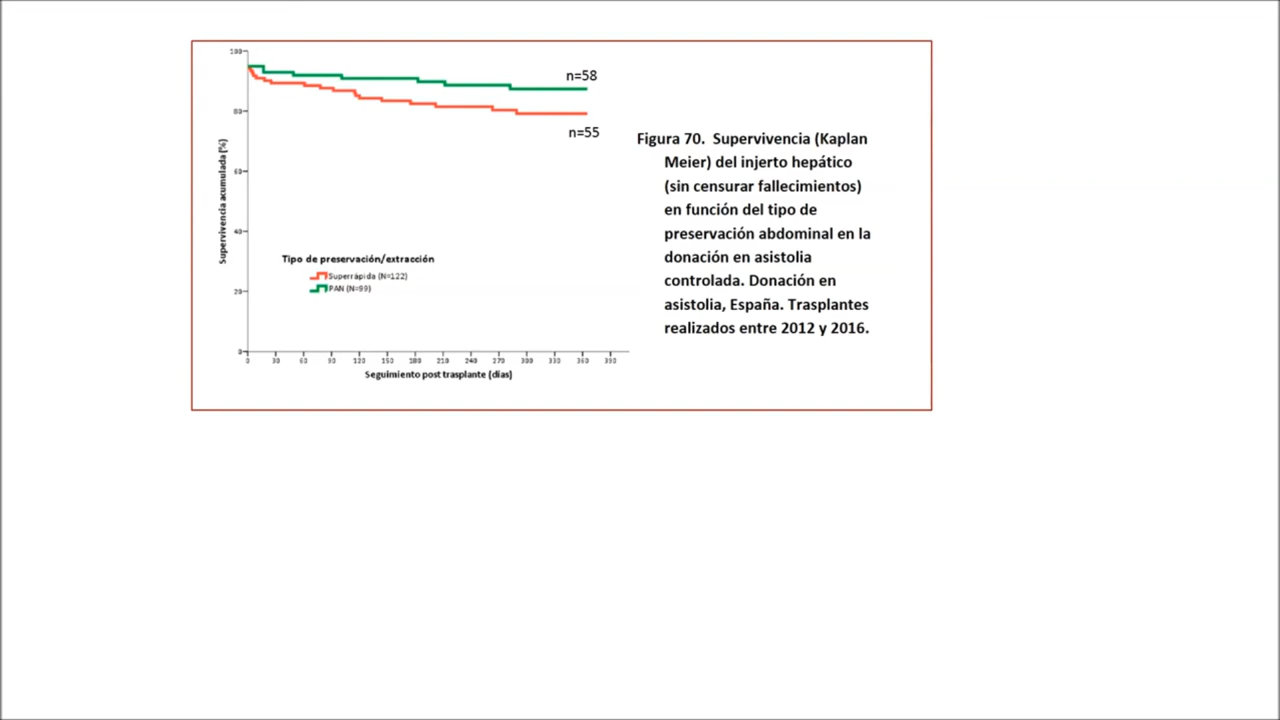 100
n=58
80
n=55
Figura 70. Supervivencia (Kaplan
Meier) del injerto hepático
(sin censurar fallecimientos)
en función del tipo de
preservación abdominal en la
donación en asistolia
controlada. Donación en
asistolia, España. Trasplantes
realizados entre 2012 y 2016.
Supervivencia acumulada (%)
60
40
Tipo de preservación/extracción
Superrápida (N=122)
PAN (N=99)
20
0
0 30 60 90 120 150 180 210 240 270 300 330 360 390
Seguimiento post trasplante (días)